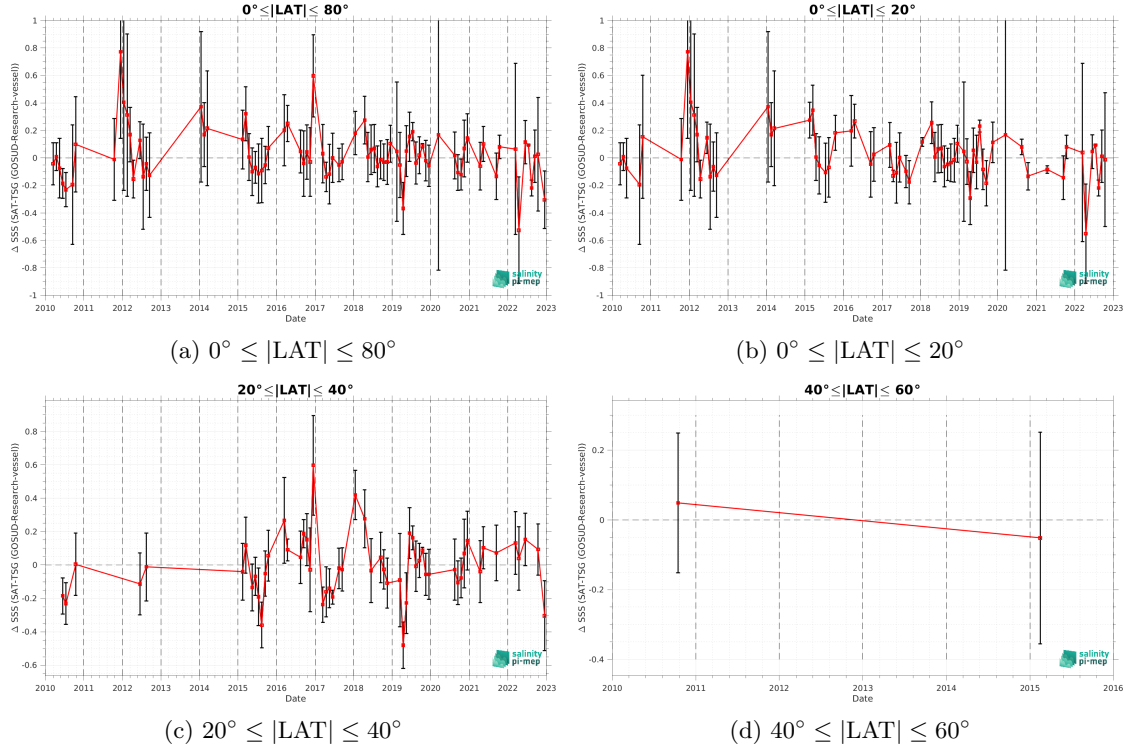 0°≤|LAT|≤ 80°
Δ SSS (SAT-TSG (GOSUD-Research-vessel))
1
0.8
0.6
0.4
0.2
0
-0.2
-0.4
-0.6
-0.8
-1
2010 2011 2012 2013 2014 2015 2016 2017 2018 2019 2020 2021 2022 2023
Date
salinity
pi-mep
(a) 0° ≤ |LAT| ≤ 80°
0°≤|LAT|≤ 20°
Δ SSS (SAT-TSG (GOSUD-Research-vessel))
1
0.8
0.6
0.4
0.2
0
-0.2
-0.4
-0.6
-0.8
-1
2010 2011 2012 2013 2014 2015 2016 2017 2018 2019 2020 2021 2022 2023
Date
salinity
pi-mep
(b) 0° ≤ |LAT| ≤ 20°
20°≤|LAT|≤ 40°
Δ SSS (SAT-TSG (GOSUD-Research-vessel))
0.8
0.6
0.4
0.2
0
-0.2
-0.4
-0.6
2010 2011 2012 2013 2014 2015 2016 2017 2018 2019 2020 2021 2022 2023
Date
salinity
pi-mep
(c) 20° ≤ |LAT| ≤ 40°
40°≤|LAT|≤ 60°
Δ SSS (SAT-TSG (GOSUD-Research-vessel))
0.2
0
-0.2
-0.4
2010 2011 2012 2013 2014 2015 2016
Date
salinity
pi-mep
(d) 40° ≤ |LAT| ≤ 60°